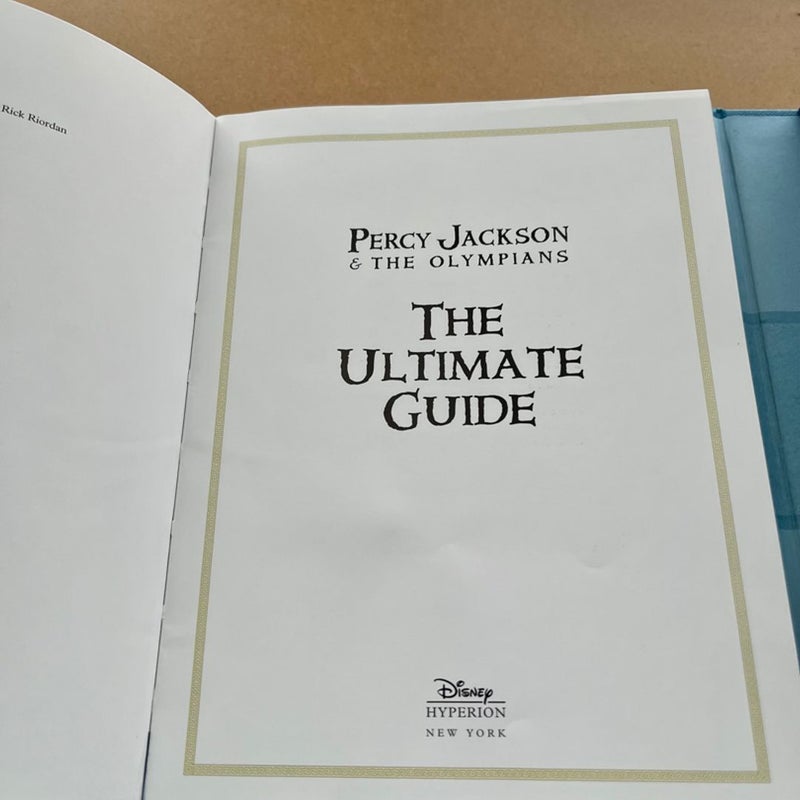 Rick Riordan
PERCY JACKSON
& THE OLYMPIANS
THE
ULTIMATE
GUIDE
DISNEY
HYPERION
NEW YORK